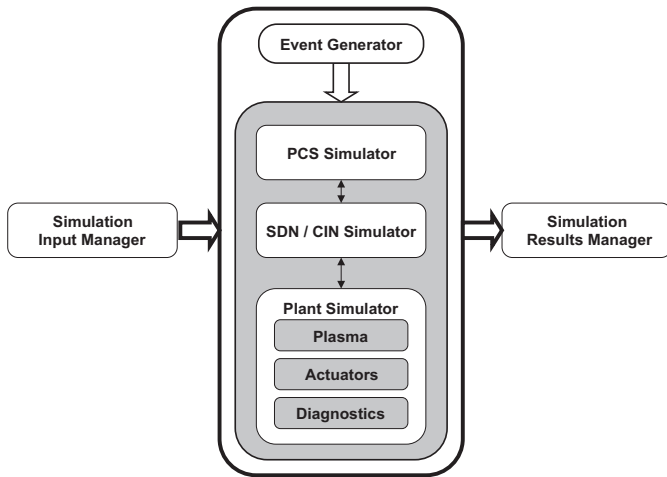 Event Generator
PCS Simulator
Simulation
Input Manager
SDN / CIN Simulator
Simulation
Results Manager
Plant Simulator
Plasma
Actuators
Diagnostics